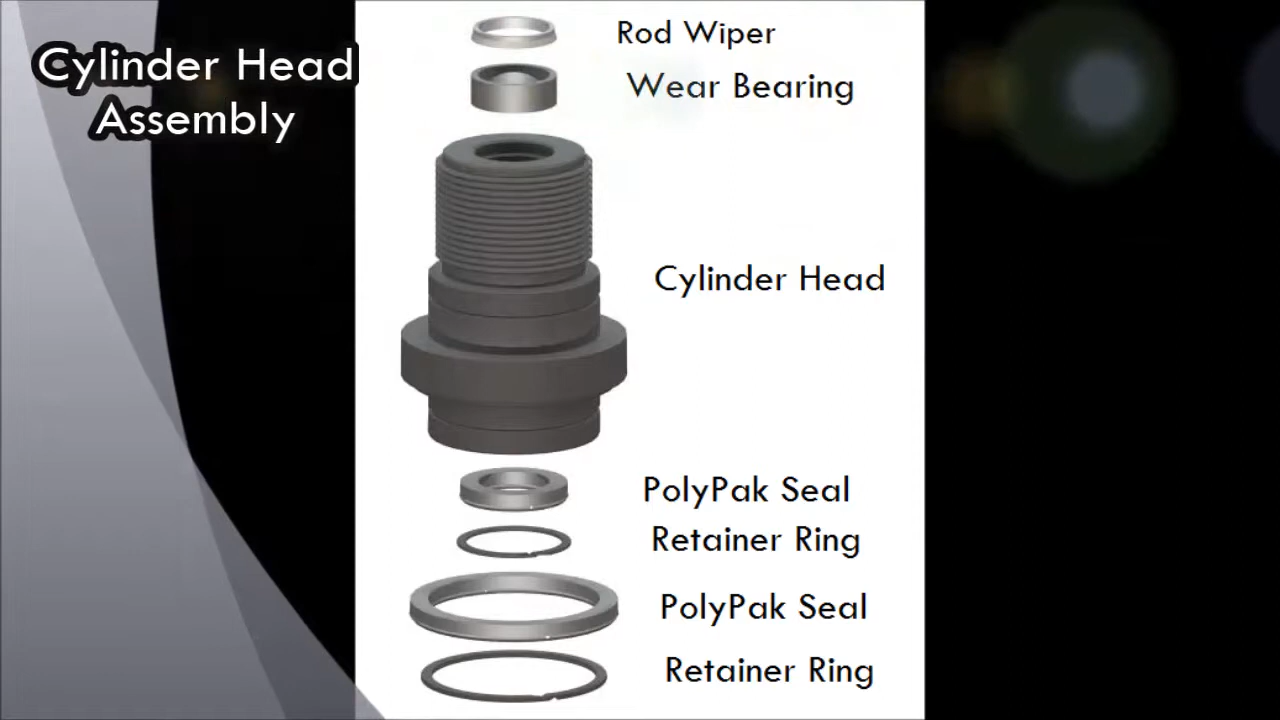 Cylinder Head
Assembly
Rod Wiper
Wear Bearing
Cylinder Head
PolyPak Seal
Retainer Ring
PolyPak Seal
Retainer Ring